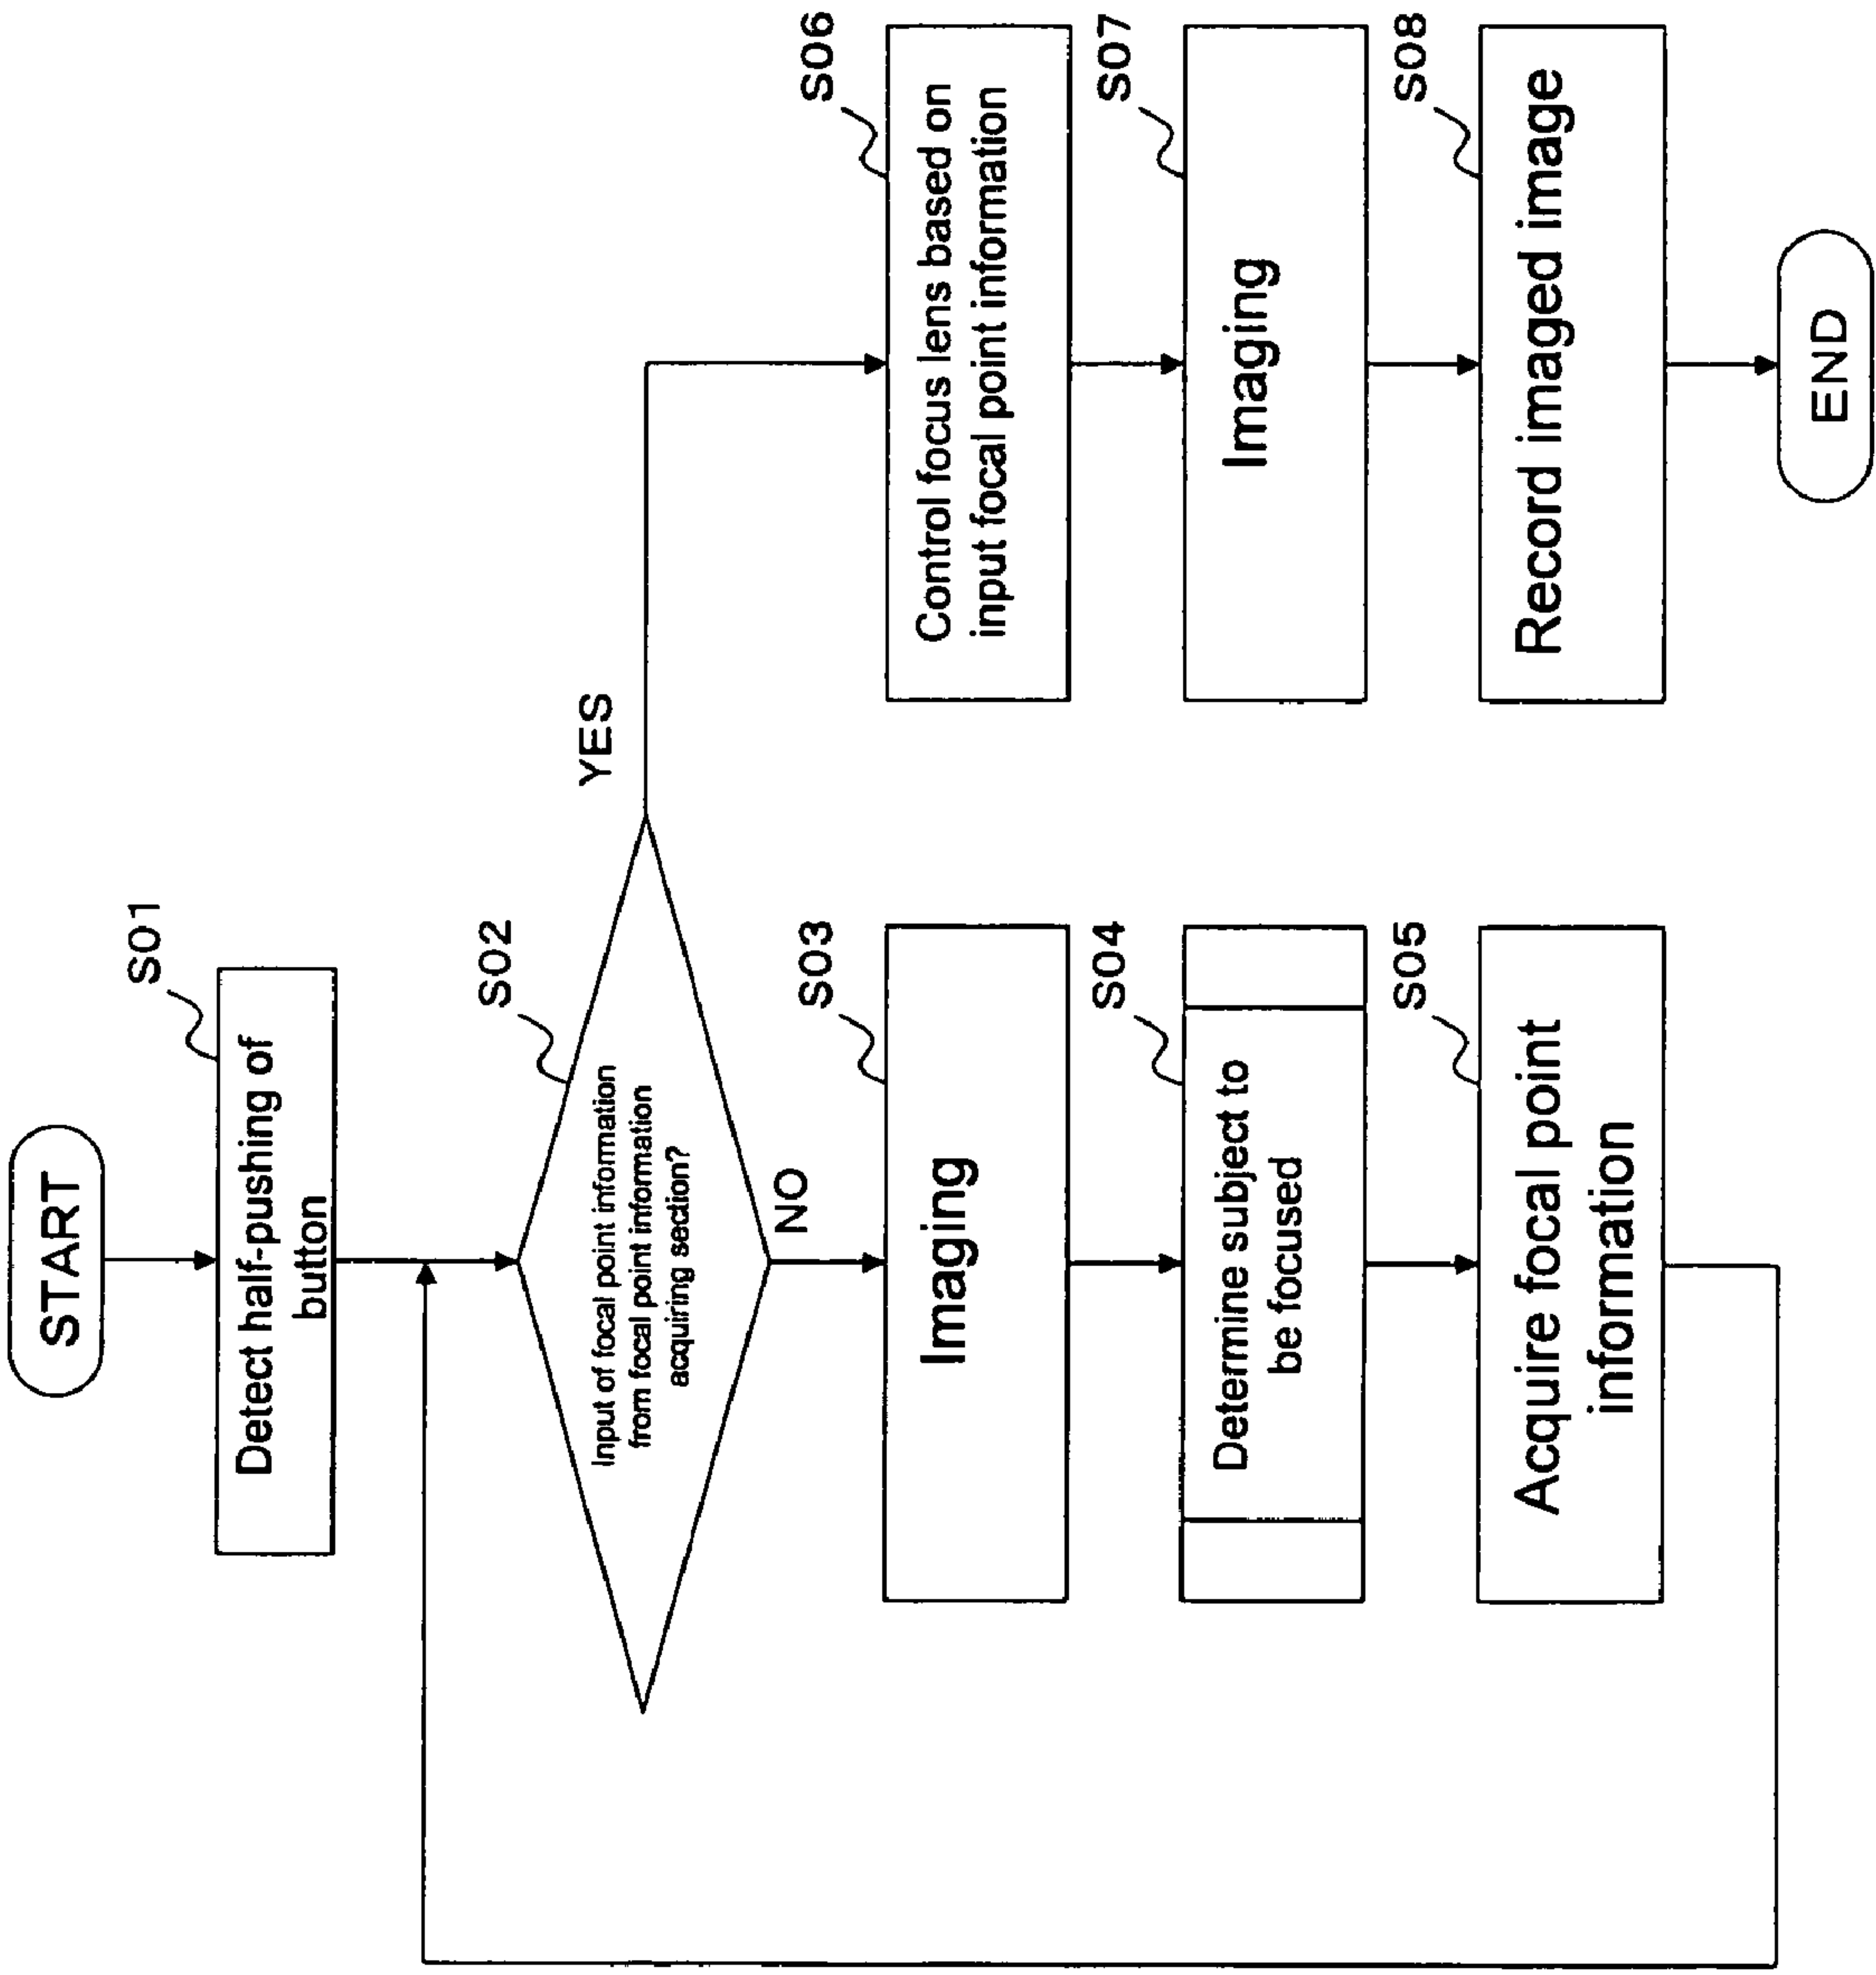 START
S01
Detect half-pushing of
button
S02
Input of focal point information
from focal point information
acquiring section?
YES
NO
S03
Imaging
S04
Determine subject to
be focused
S05
Acquire focal point
information
S06
Control focus lens based on
input focal point information
S07
Imaging
S08
Record imaged image
END